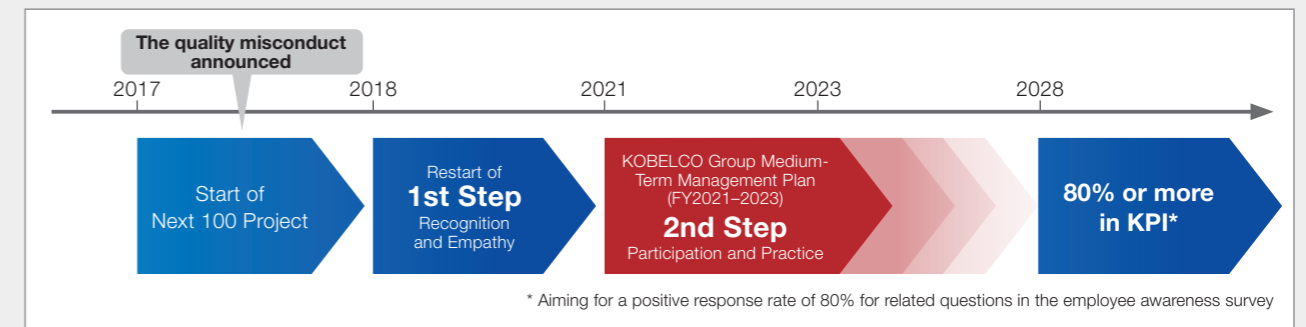 The quality misconduct
announced
2017
2018
2021
2023
2028
Start of
Next 100 Project
Restart of
1st Step
Recognition
and Empathy
KOBELCO Group Medium-
Term Management Plan
(FY2021–2023)
2nd Step
Participation and Practice
80% or more
in KPI*
* Aiming for a positive response rate of 80% for related questions in the employee awareness survey